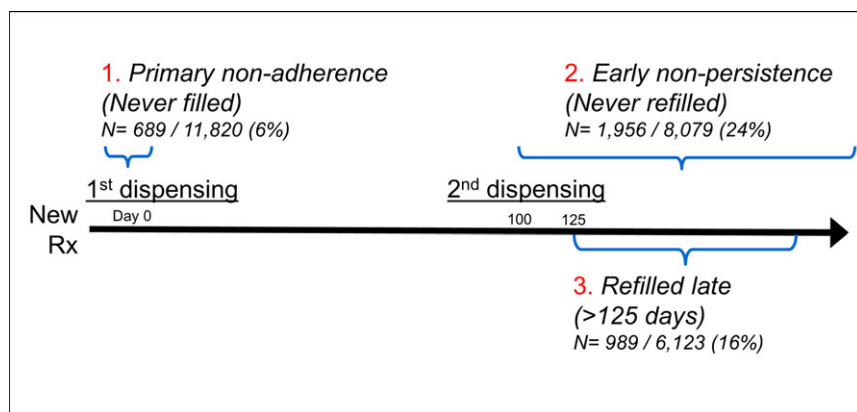 1. Primary non-adherence
(Never filled)
N= 689 / 11,820 (6%)
2. Early non-persistence
(Never refilled)
N= 1,956 / 8,079 (24%)
1st dispensing
2nd dispensing
Day 0
100
125
New
Rx
3. Refilled late
(>125 days)
N= 989 / 6,123 (16%)